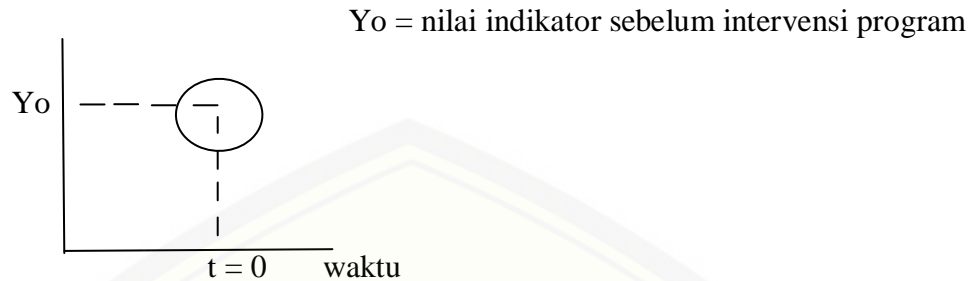 Yo = nilai indikator sebelum intervensi program
Yo
t = 0 waktu